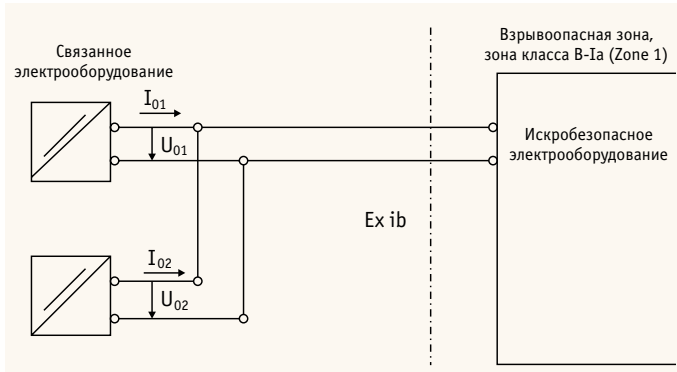 Связанное
электрооборудование
Взрывоопасная зона,
зона класса В-Iа (Zone 1)
I01
U01
Искробезопасное
электрооборудование
Ex ib
I02
U02